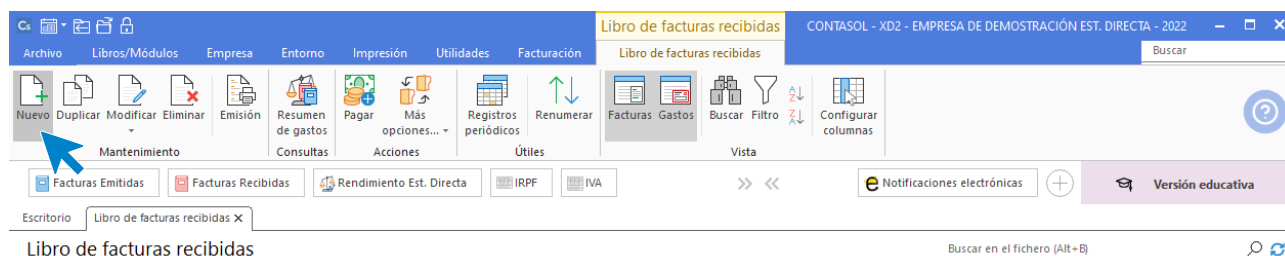 Cs Libro de facturas recibidas CONTASOL - XD2 - EMPRESA DE DEMOSTRACIÓN EST. DIRECTA - 2022
Archivo Libros/Módulos Empresa Entorno Impresión Utilidades Facturación Libro de facturas recibidas Buscar
Nuevo Duplicar Modificar Eliminar Emisión Resumen de gastos Pagar Más opciones... Registros periódicos Renumerar Facturas Gastos Buscar Filtro Configurar columnas
Mantenimiento Consultas Acciones Útiles Vista
Facturas Emitidas Facturas Recibidas Rendimiento Est. Directa IRPF IVA Notificaciones electrónicas Versión educativa
Escritorio Libro de facturas recibidas
Libro de facturas recibidas Buscar en el fichero (Alt+B)